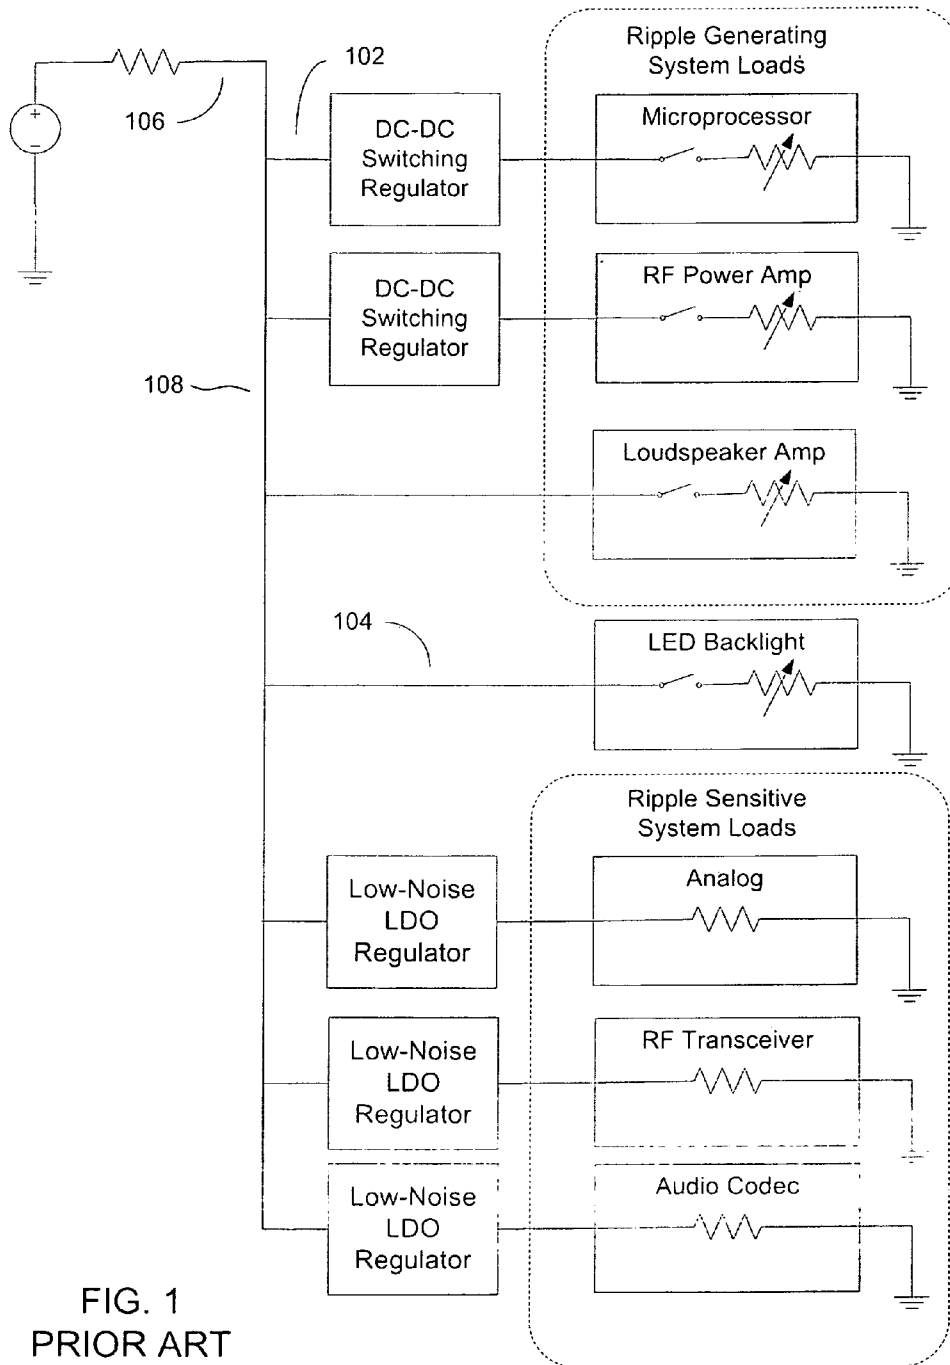 Ripple Generating
System Loads
102
106
DC-DC
Switching
Regulator
Microprocessor
DC-DC
Switching
Regulator
RF Power Amp
108
Loudspeaker Amp
104
LED Backlight
Ripple Sensitive
System Loads
Low-Noise
LDO
Regulator
Analog
Low-Noise
LDO
Regulator
RF Transceiver
Low-Noise
LDO
Regulator
Audio Codec
FIG. 1
PRIOR ART